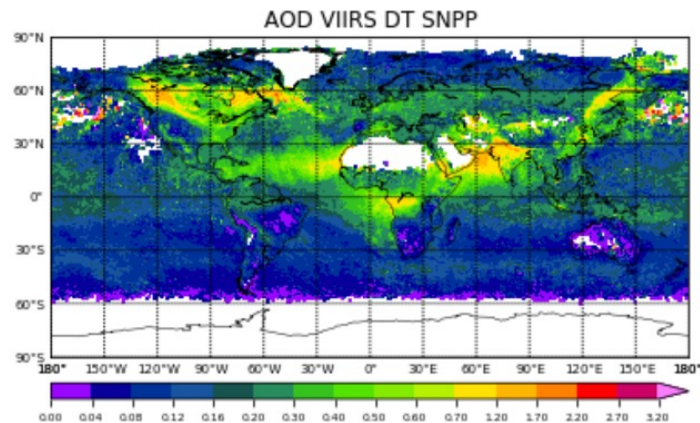 AOD VIIRS DT SNPP
90°N
60°N
30°N
0°
30°S
60°S
90°S
180° 150°W 120°W 90°W 60°W 30°W 0° 30°E 60°E 90°E 120°E 150°E 180°
0.00 0.04 0.08 0.12 0.16 0.20 0.30 0.40 0.50 0.60 0.70 1.20 1.70 2.20 2.70 3.20